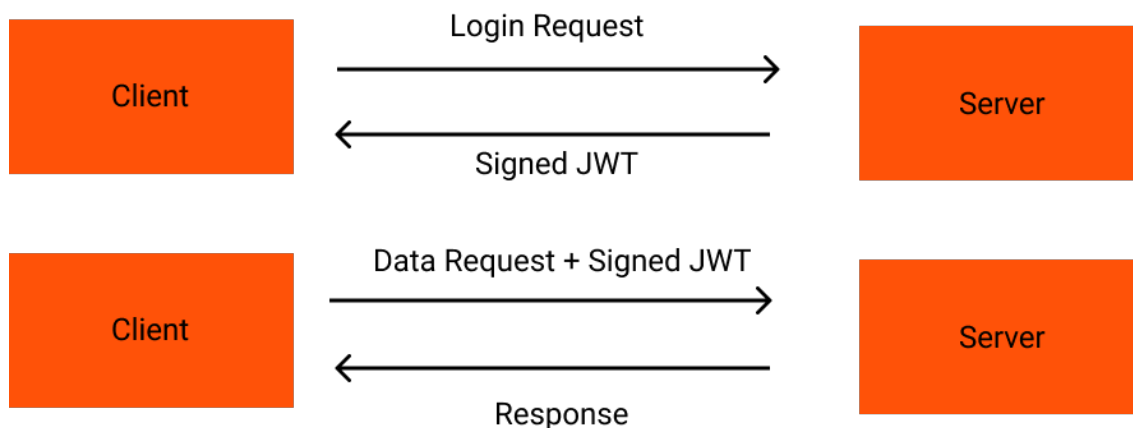 Login Request
Client
Server
Signed JWT
Data Request + Signed JWT
Client
Server
Response